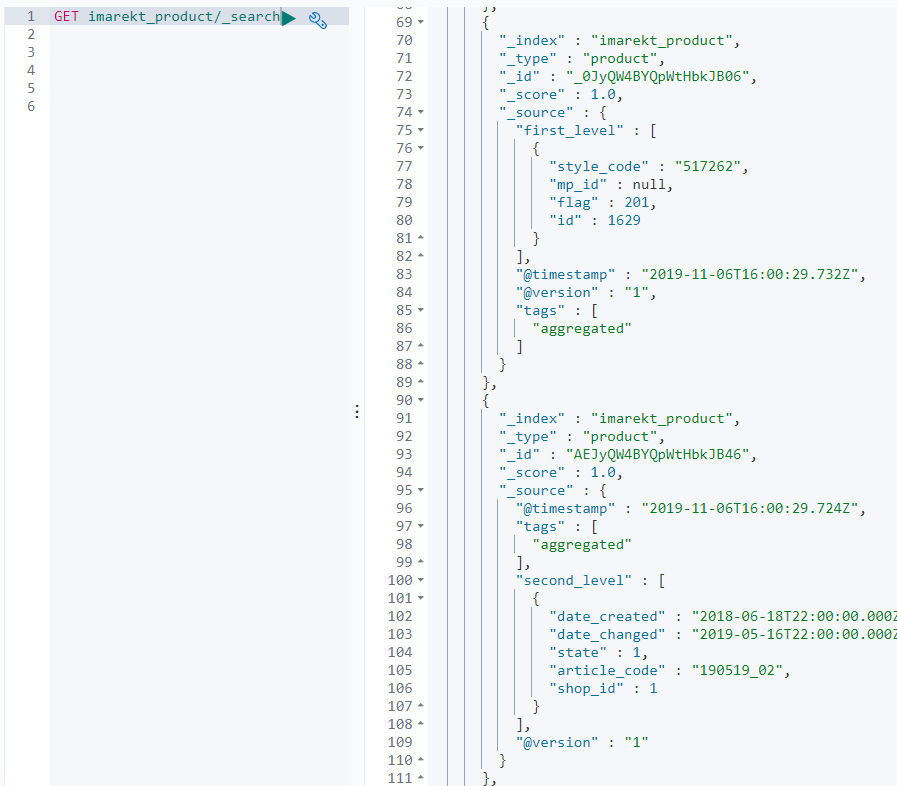 1 GET imarekt_product/_search
2
3
4
5
6
69 {
70 "_index" : "imarekt_product",
71 "_type" : "product",
72 "_id" : "_0JyQW4BYQpWtHbkJB06",
73 "_score" : 1.0,
74 "_source" : {
75 "first_level" : [
76 {
77 "style_code" : "517262",
78 "mp_id" : null,
79 "flag" : 201,
80 "id" : 1629
81 }
82 ],
83 "@timestamp" : "2019-11-06T16:00:29.732Z",
84 "@version" : "1",
85 "tags" : [
86 "aggregated"
87 ]
88 }
89 },
90 {
91 "_index" : "imarekt_product",
92 "_type" : "product",
93 "_id" : "AEJyQW4BYQpWtHbkJB46",
94 "_score" : 1.0,
95 "_source" : {
96 "@timestamp" : "2019-11-06T16:00:29.724Z",
97 "tags" : [
98 "aggregated"
99 ],
100 "second_level" : [
101 {
102 "date_created" : "2018-06-18T22:00:00.000Z
103 "date_changed" : "2019-05-16T22:00:00.000Z
104 "state" : 1,
105 "article_code" : "190519_02",
106 "shop_id" : 1
107 }
108 ],
109 "@version" : "1"
110 }
111 },